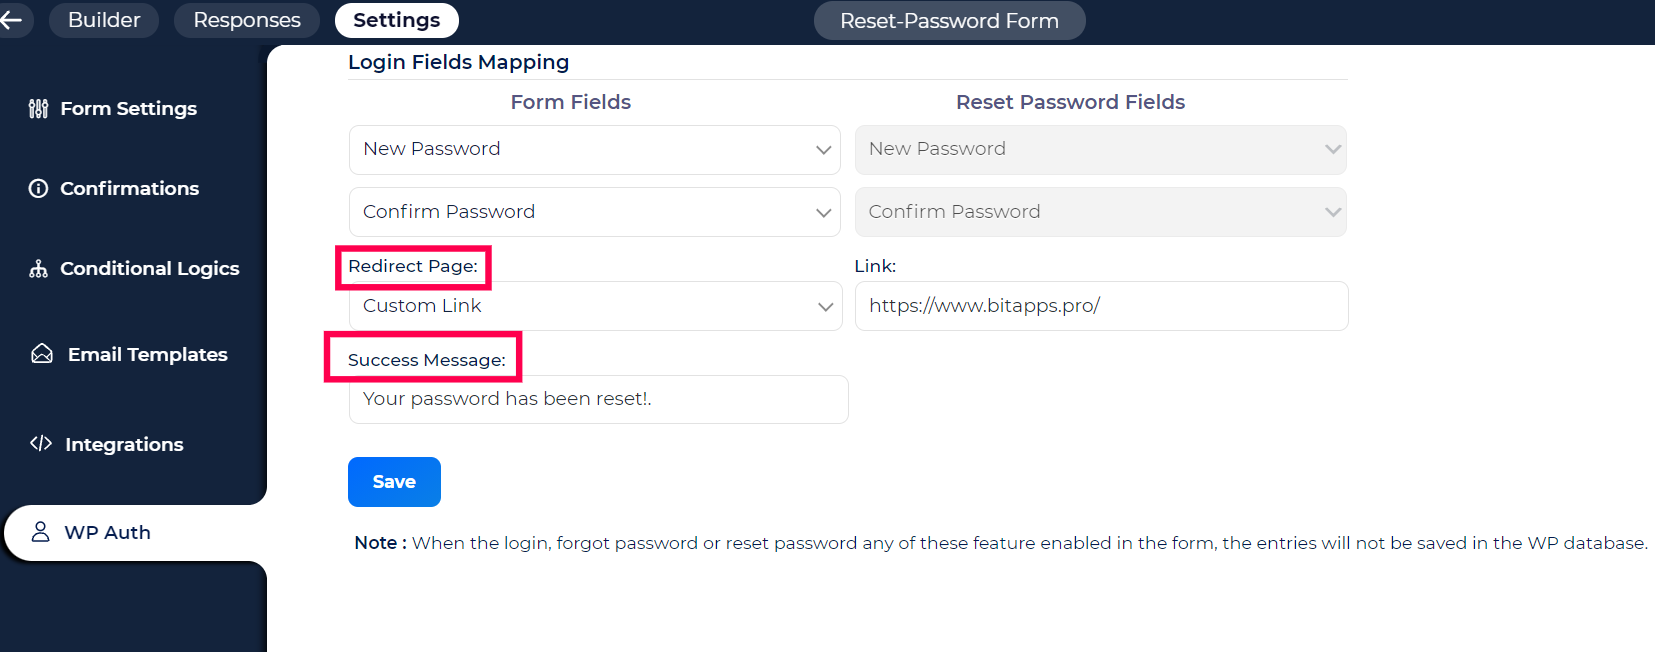 Builder
Responses
Settings
Reset-Password Form
Form Settings
Confirmations
Conditional Logics
Email Templates
Integrations
WP Auth
Login Fields Mapping
Form Fields
Reset Password Fields
New Password
New Password
Confirm Password
Confirm Password
Redirect Page:
Link:
Custom Link
https://www.bitapps.pro/
Success Message:
Your password has been reset!.
Save
Note : When the login, forgot password or reset password any of these feature enabled in the form, the entries will not be saved in the WP database.